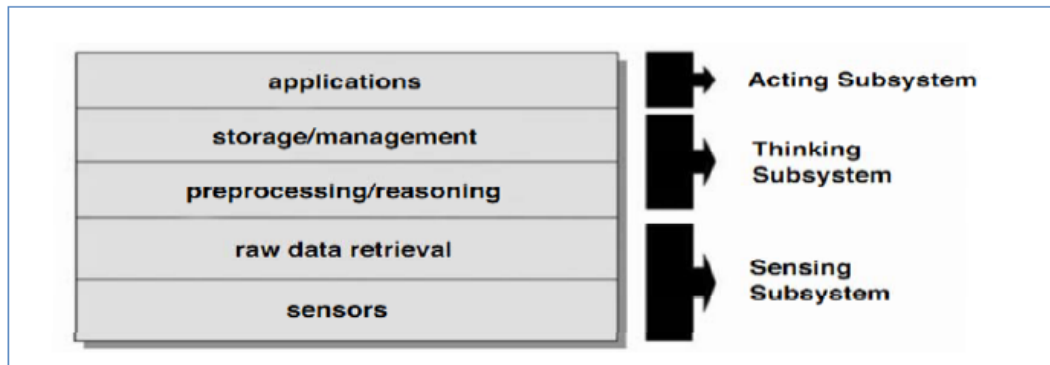 applications
Acting Subsystem
storage/management
Thinking
Subsystem
preprocessing/reasoning
raw data retrieval
Sensing
Subsystem
sensors